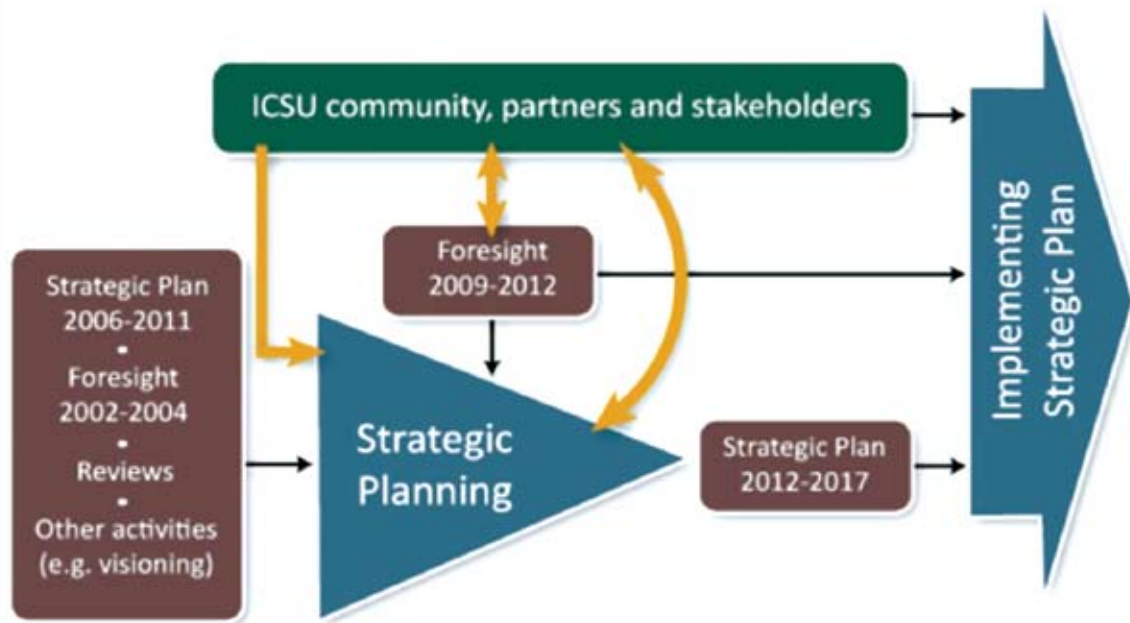 ICSU community, partners and stakeholders
Foresight
2009-2012
Strategic Plan
2006-2011
•
Foresight
2002-2004
•
Reviews
•
Other activities
(e.g. visioning)
Strategic
Planning
Strategic Plan
2012-2017
Implementing
Strategic Plan